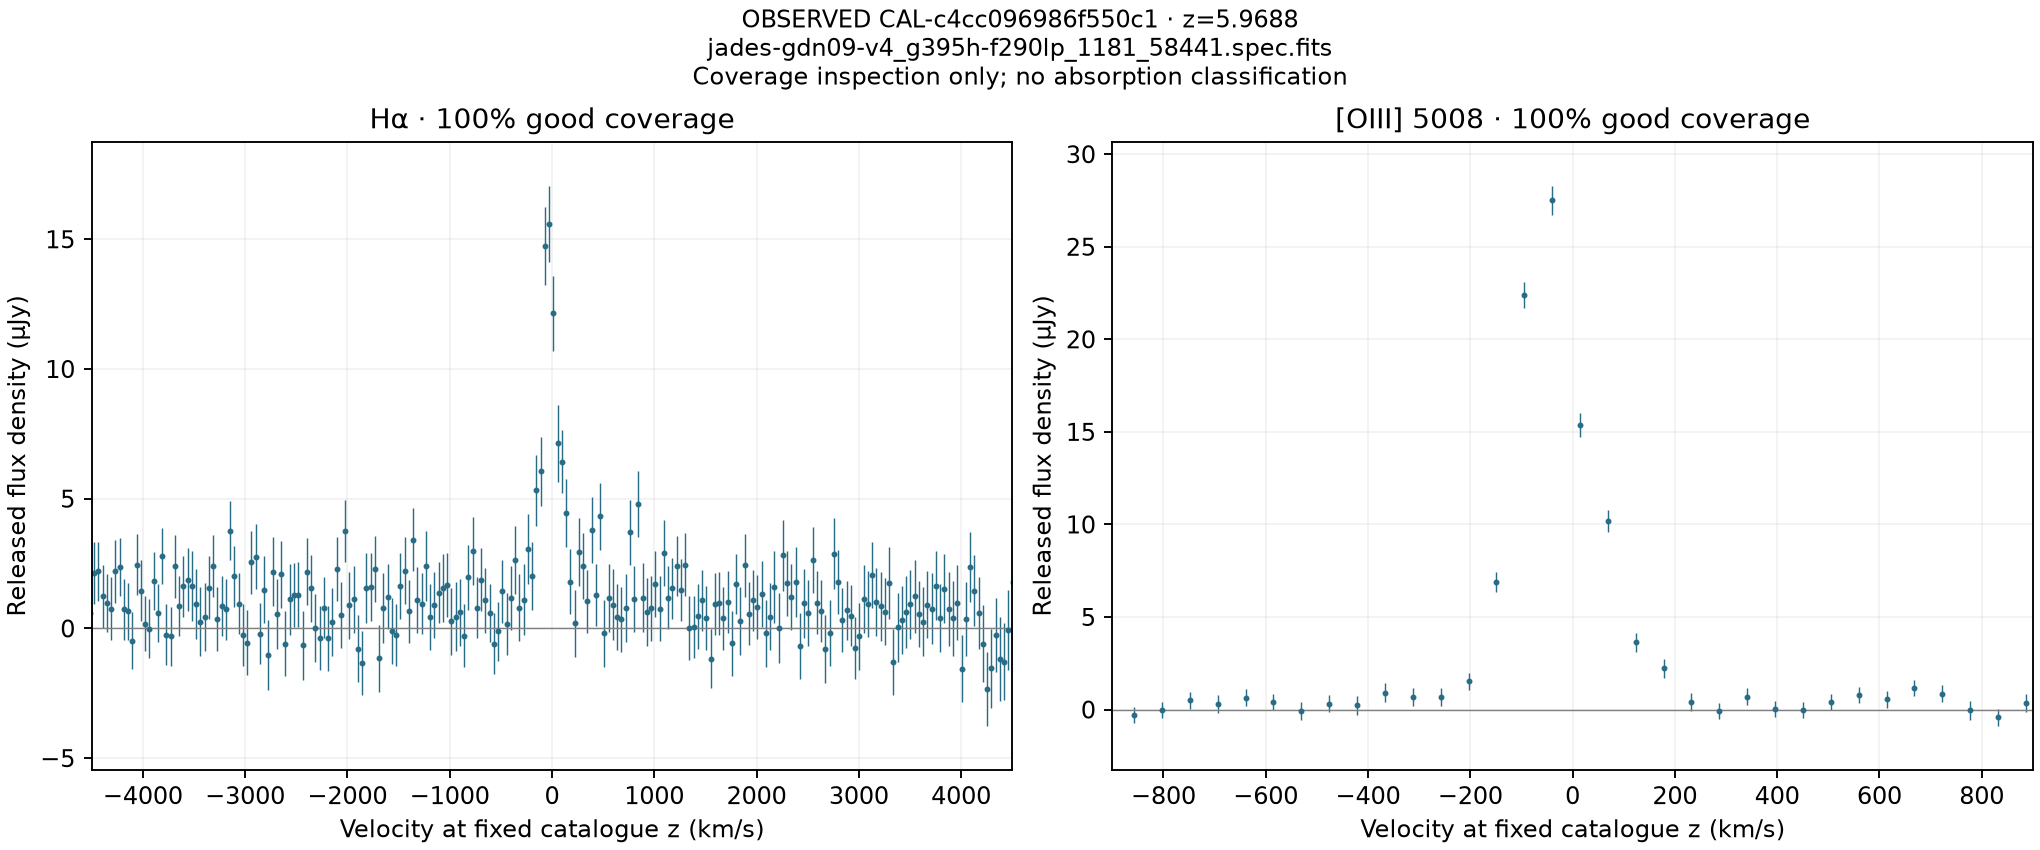 OBSERVED CAL-c4cc096986f550c1 · z=5.9688
jades-gdn09-v4_g395h-f290lp_1181_58441.spec.fits
Coverage inspection only; no absorption classification
Hα · 100% good coverage
Released flux density (μJy)
15
10
5
0
−5
−4000 −3000 −2000 −1000 0 1000 2000 3000 4000
Velocity at fixed catalogue z (km/s)
[OIII] 5008 · 100% good coverage
Released flux density (μJy)
30
25
20
15
10
5
0
−800 −600 −400 −200 0 200 400 600 800
Velocity at fixed catalogue z (km/s)